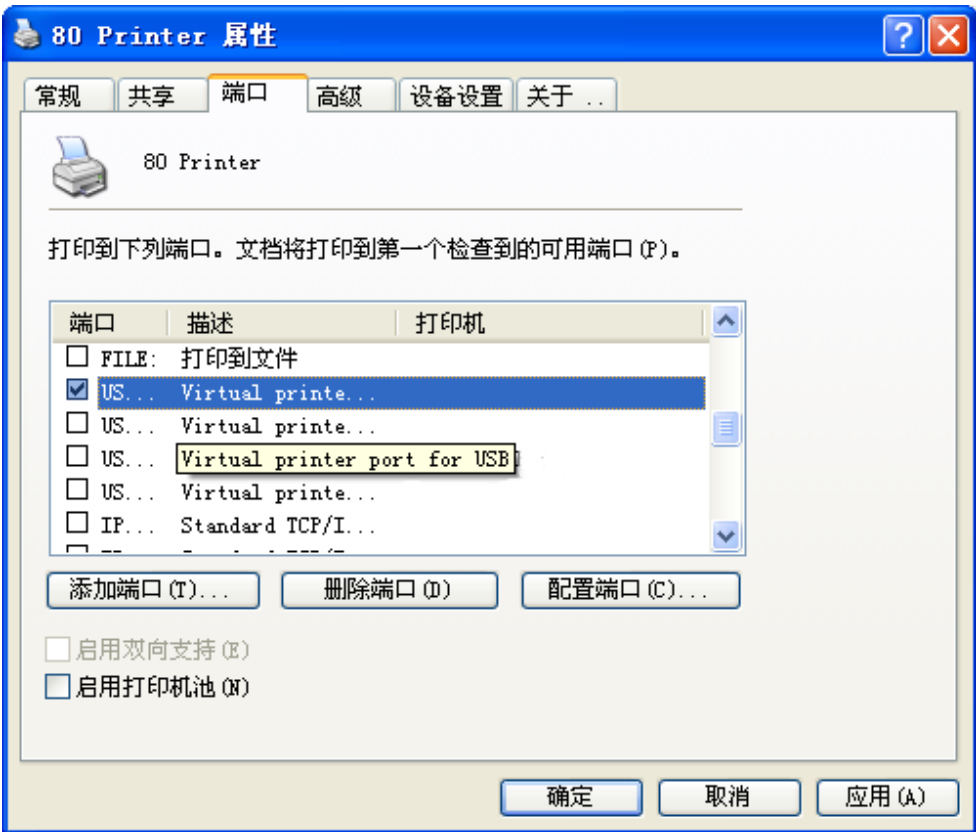 80 Printer 属性
常规 共享 端口 高级 设备设置 关于 ..
80 Printer
打印到下列端口。文档将打印到第一个检查到的可用端口(P)。
端口 描述 打印机
FILE: 打印到文件
US... Virtual printe...
US... Virtual printe...
US... Virtual printer port for USB
US... Virtual printe...
IP... Standard TCP/I...
添加端口(T)... 删除端口(D) 配置端口(C)...
启用双向支持(E)
启用打印机池(N)
确定 取消 应用(A)